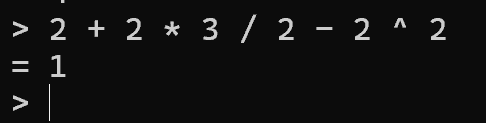 > 2 + 2 * 3 / 2 - 2 ^ 2
= 1
>